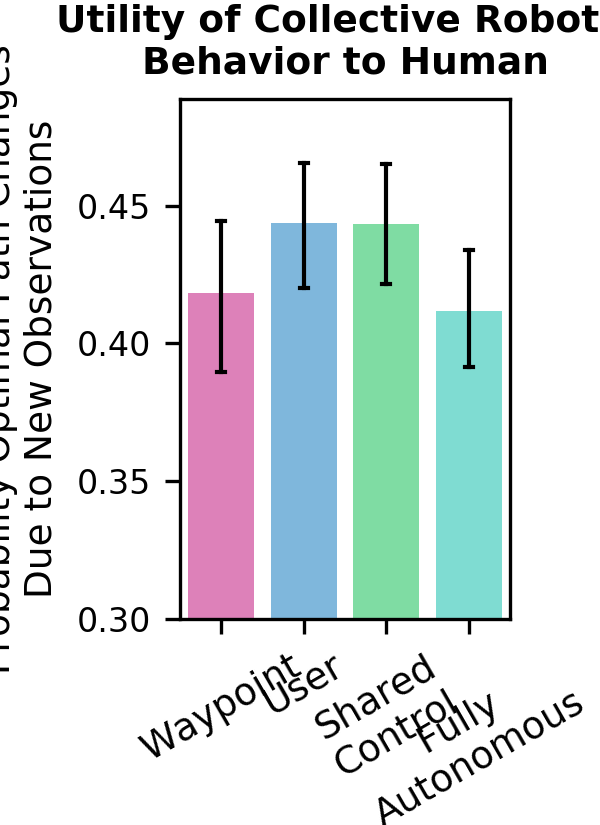 Utility of Collective Robot
Behavior to Human
Probability Optimal Path Changes
Due to New Observations
0.45
0.40
0.35
0.30
Waypoint
User
Shared
Control
Fully
Autonomous